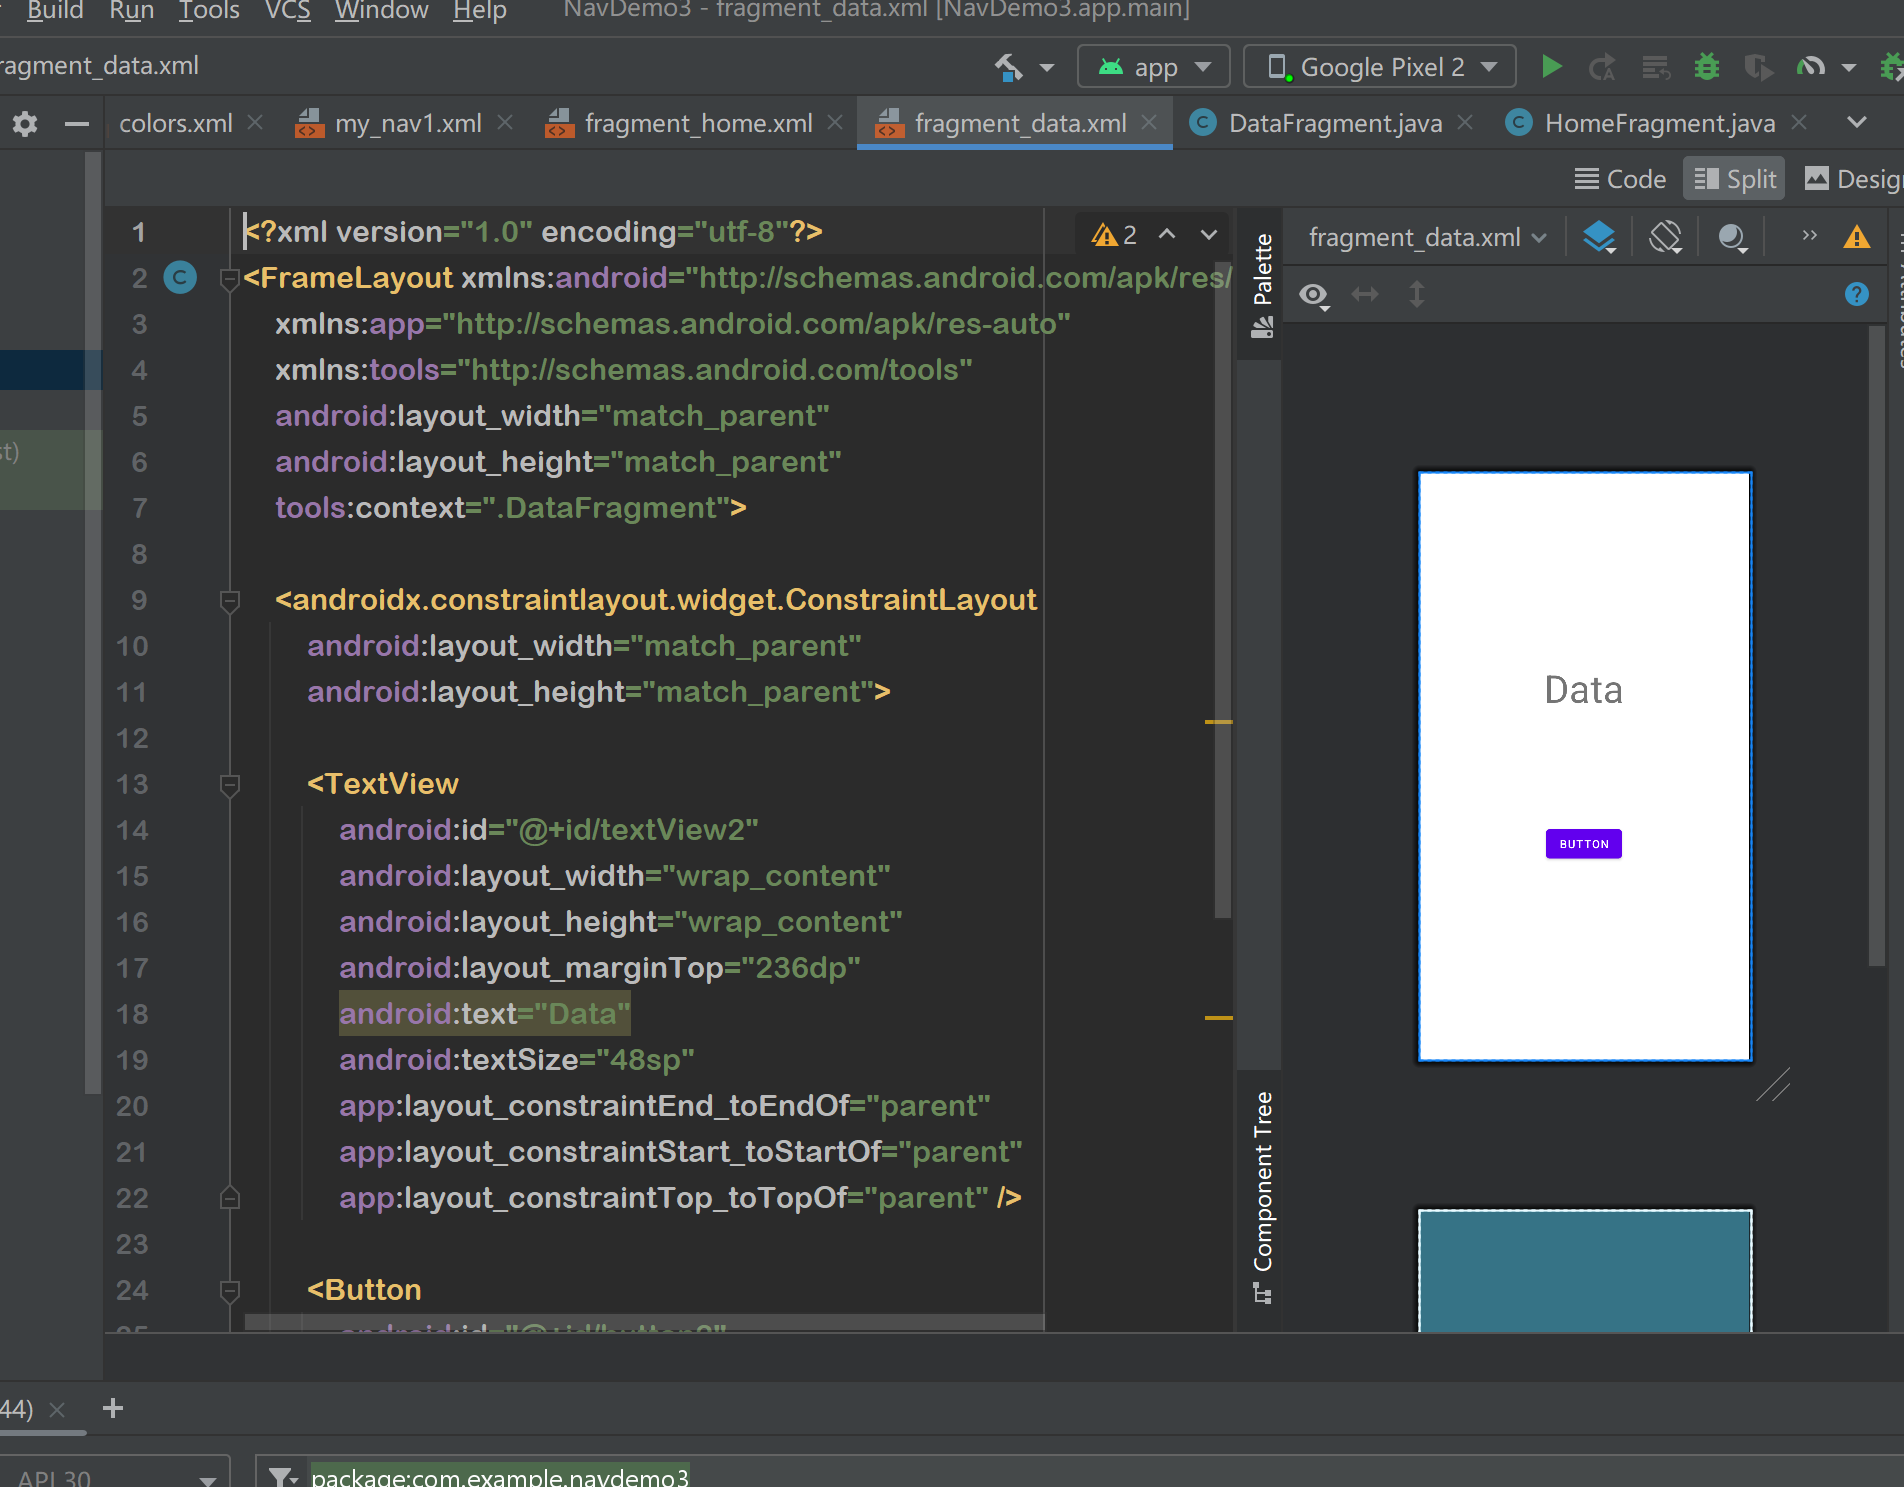 Build Run Tools VCS Window Help NavDemo3 - fragment_data.xml [NavDemo3.app.main]
ragment_data.xml app Google Pixel 2
colors.xml my_nav1.xml fragment_home.xml fragment_data.xml DataFragment.java HomeFragment.java
Code Split Design
1 <?xml version="1.0" encoding="utf-8"?> 2
2 <FrameLayout xmlns:android="http://schemas.android.com/apk/res/
3 xmlns:app="http://schemas.android.com/apk/res-auto"
4 xmlns:tools="http://schemas.android.com/tools"
5 android:layout_width="match_parent"
6 android:layout_height="match_parent"
7 tools:context=".DataFragment">
8
9 <androidx.constraintlayout.widget.ConstraintLayout
10 android:layout_width="match_parent"
11 android:layout_height="match_parent">
12
13 <TextView
14 android:id="@+id/textView2"
15 android:layout_width="wrap_content"
16 android:layout_height="wrap_content"
17 android:layout_marginTop="236dp"
18 android:text="Data"
19 android:textSize="48sp"
20 app:layout_constraintEnd_toEndOf="parent"
21 app:layout_constraintStart_toStartOf="parent"
22 app:layout_constraintTop_toTopOf="parent" />
23
24 <Button
25 android:id="@+id/button2"
st)
Palette
Component Tree
fragment_data.xml
Attributes
Data
BUTTON
44)
API 30 package:com.example.navdemo3